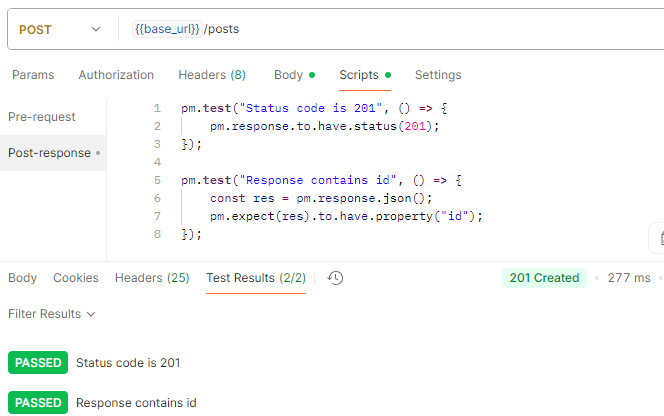 POST {{base_url}}/posts
Params Authorization Headers (8) Body Scripts Settings
Pre-request
Post-response
1 pm.test("Status code is 201", () => {
2 pm.response.to.have.status(201);
3 });
4
5 pm.test("Response contains id", () => {
6 const res = pm.response.json();
7 pm.expect(res).to.have.property("id");
8 });
Body Cookies Headers (25) Test Results (2/2) 201 Created 277 ms
Filter Results
PASSED Status code is 201
PASSED Response contains id